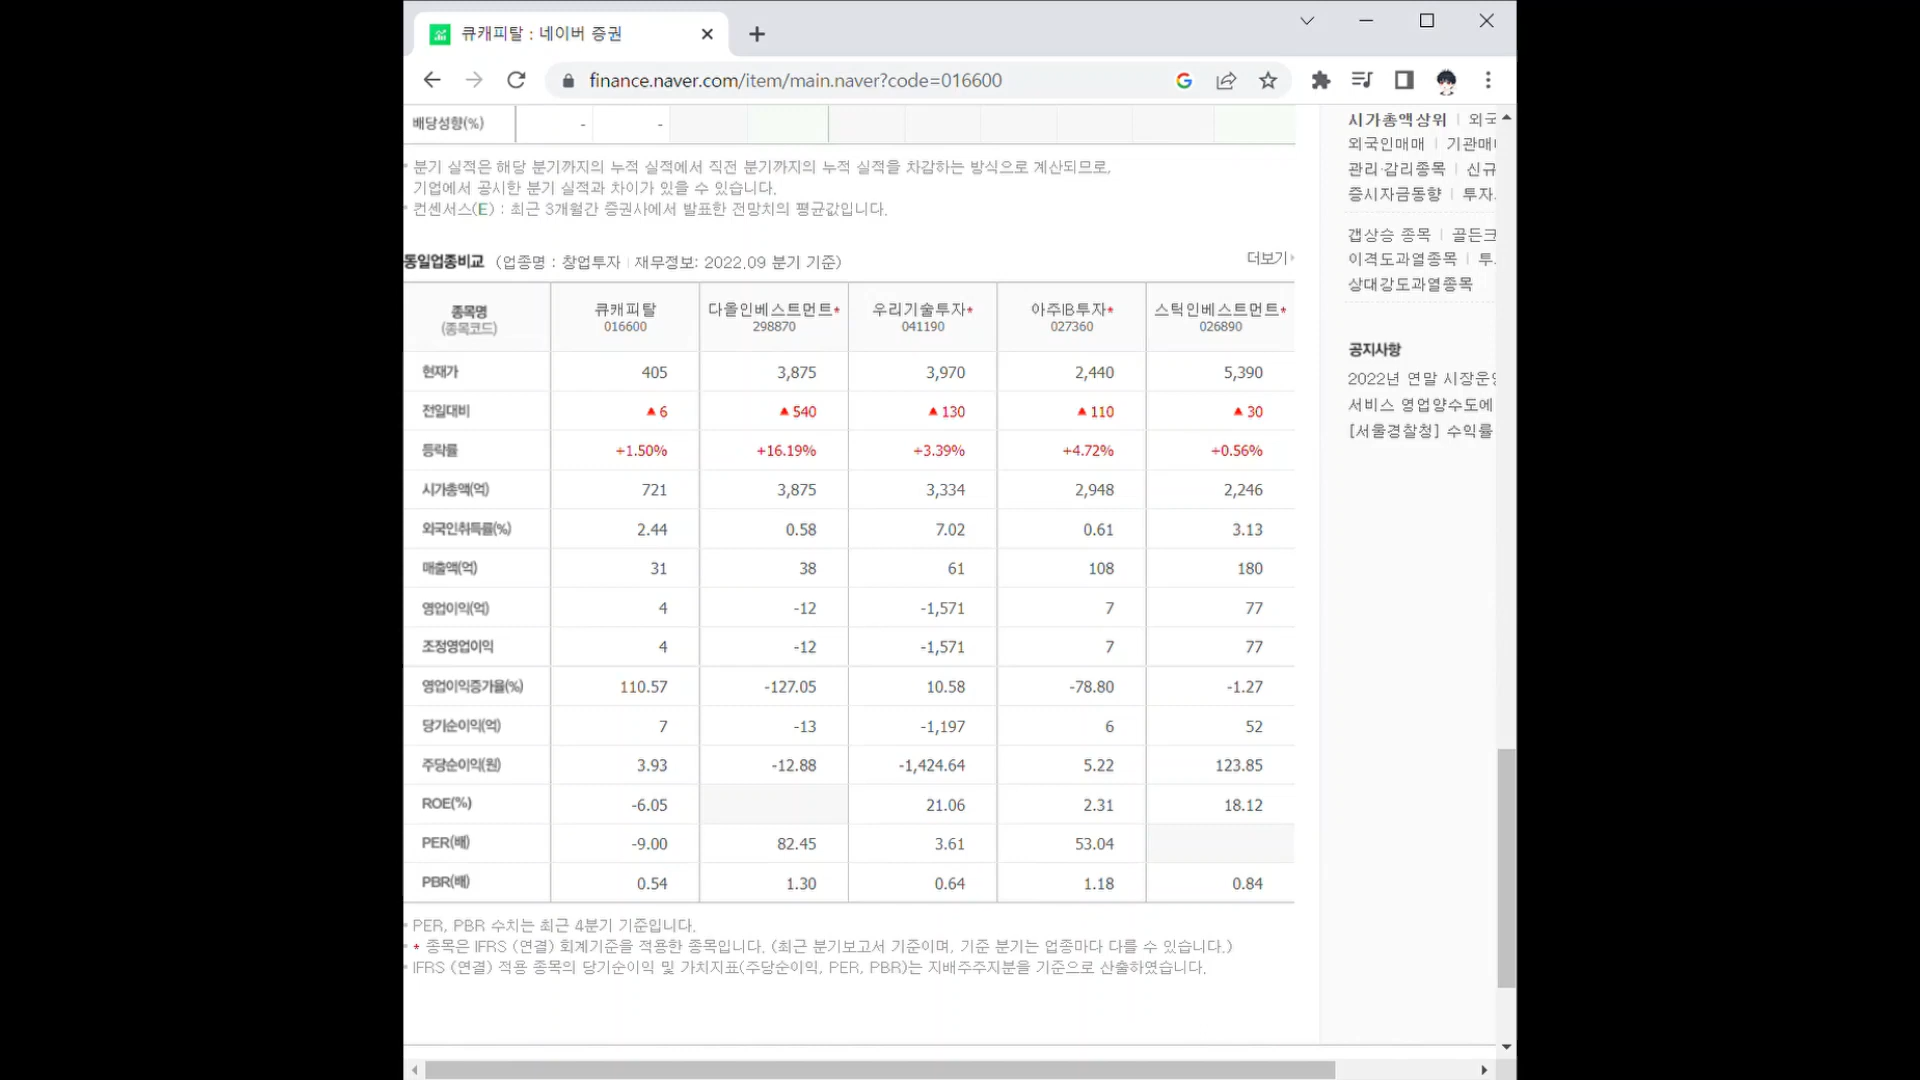 큐캐피탈 : 네이버 증권
finance.naver.com/item/main.naver?code=016600
배당성향(%) - -
분기 실적은 해당 분기까지의 누적 실적에서 직전 분기까지의 누적 실적을 차감하는 방식으로 계산되므로,
기업에서 공시한 분기 실적과 차이가 있을 수 있습니다.
컨센서스(E) : 최근 3개월간 증권사에서 발표한 전망치의 평균값입니다.
동일업종비교 (업종명 : 창업투자 | 재무정보: 2022.09 분기 기준) 더보기
종목명 큐캐피탈 다올인베스트먼트* 우리기술투자* 아주IB투자* 스틱인베스트먼트*
(종목코드) 016600 298870 041190 027360 026890
현재가 405 3,875 3,970 2,440 5,390
전일대비 ▲6 ▲540 ▲130 ▲110 ▲30
등락률 +1.50% +16.19% +3.39% +4.72% +0.56%
시가총액(억) 721 3,875 3,334 2,948 2,246
외국인취득률(%) 2.44 0.58 7.02 0.61 3.13
매출액(억) 31 38 61 108 180
영업이익(억) 4 -12 -1,571 7 77
조정영업이익 4 -12 -1,571 7 77
영업이익증가율(%) 110.57 -127.05 10.58 -78.80 -1.27
당기순이익(억) 7 -13 -1,197 6 52
주당순이익(원) 3.93 -12.88 -1,424.64 5.22 123.85
ROE(%) -6.05 21.06 2.31 18.12
PER(배) -9.00 82.45 3.61 53.04
PBR(배) 0.54 1.30 0.64 1.18 0.84
PER, PBR 수치는 최근 4분기 기준입니다.
* 종목은 IFRS (연결) 회계기준을 적용한 종목입니다. (최근 분기보고서 기준이며, 기준 분기는 업종마다 다를 수 있습니다.)
IFRS (연결) 적용 종목의 당기순이익 및 가치지표(주당순이익, PER, PBR)는 지배주주지분을 기준으로 산출하였습니다.
시가총액상위 | 외국
외국인매매 | 기관매
관리·감리종목 | 신규
증시자금동향 | 투자
갭상승 종목 | 골든크
이격도과열종목 | 투
상대강도과열종목
공지사항
2022년 연말 시장운영
서비스 영업양수도에
[서울경찰청] 수익률